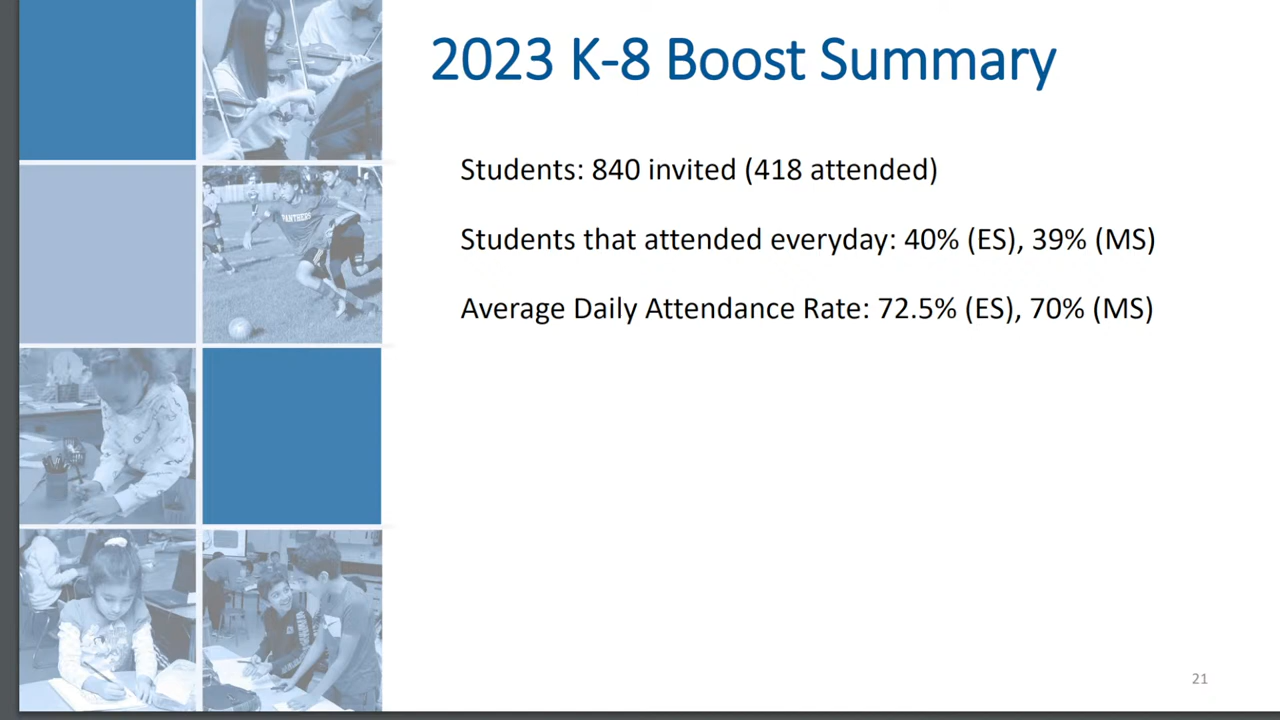 2023 K-8 Boost Summary
Students: 840 invited (418 attended)
Students that attended everyday: 40% (ES), 39% (MS)
Average Daily Attendance Rate: 72.5% (ES), 70% (MS)
PANTHERS
21